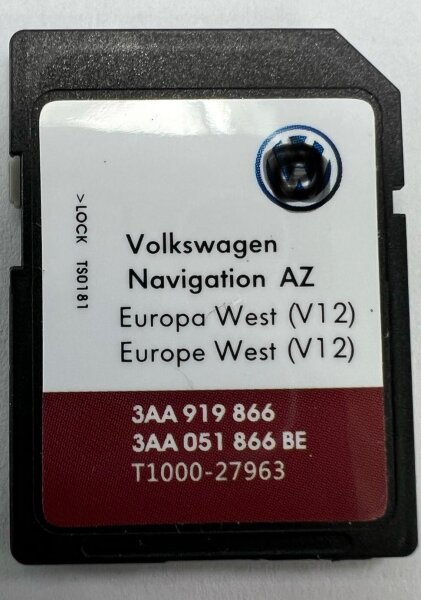 >LOCK TS0181
Volkswagen
Navigation AZ
Europa West (V12)
Europe West (V12)
3AA 919 866
3AA 051 866 BE
T1000-27963